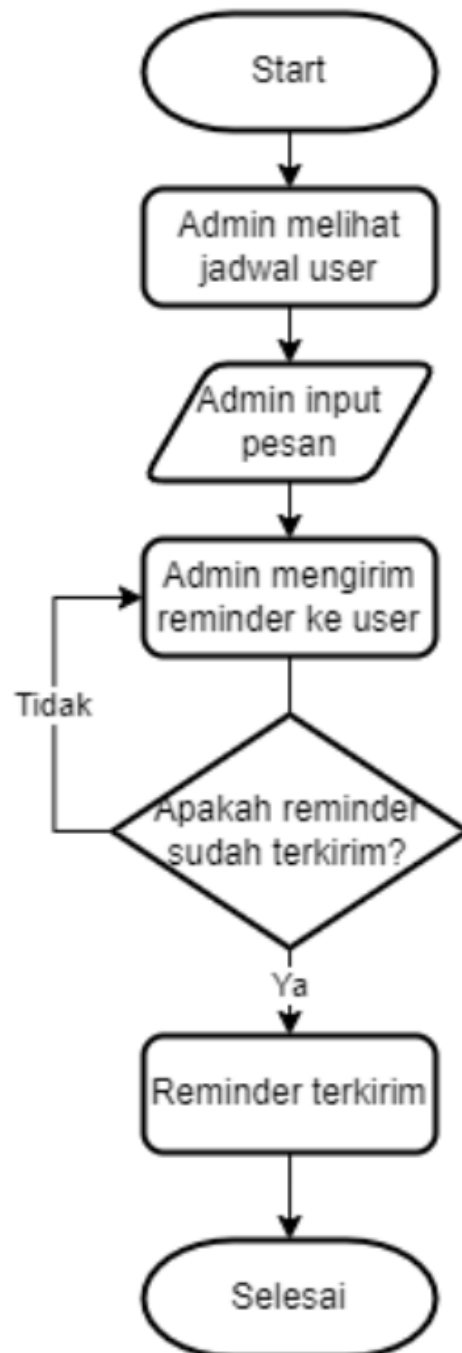 Start
Admin melihat
jadwal user
Admin input
pesan
Admin mengirim
reminder ke user
Tidak
Apakah reminder
sudah terkirim?
Ya
Reminder terkirim
Selesai